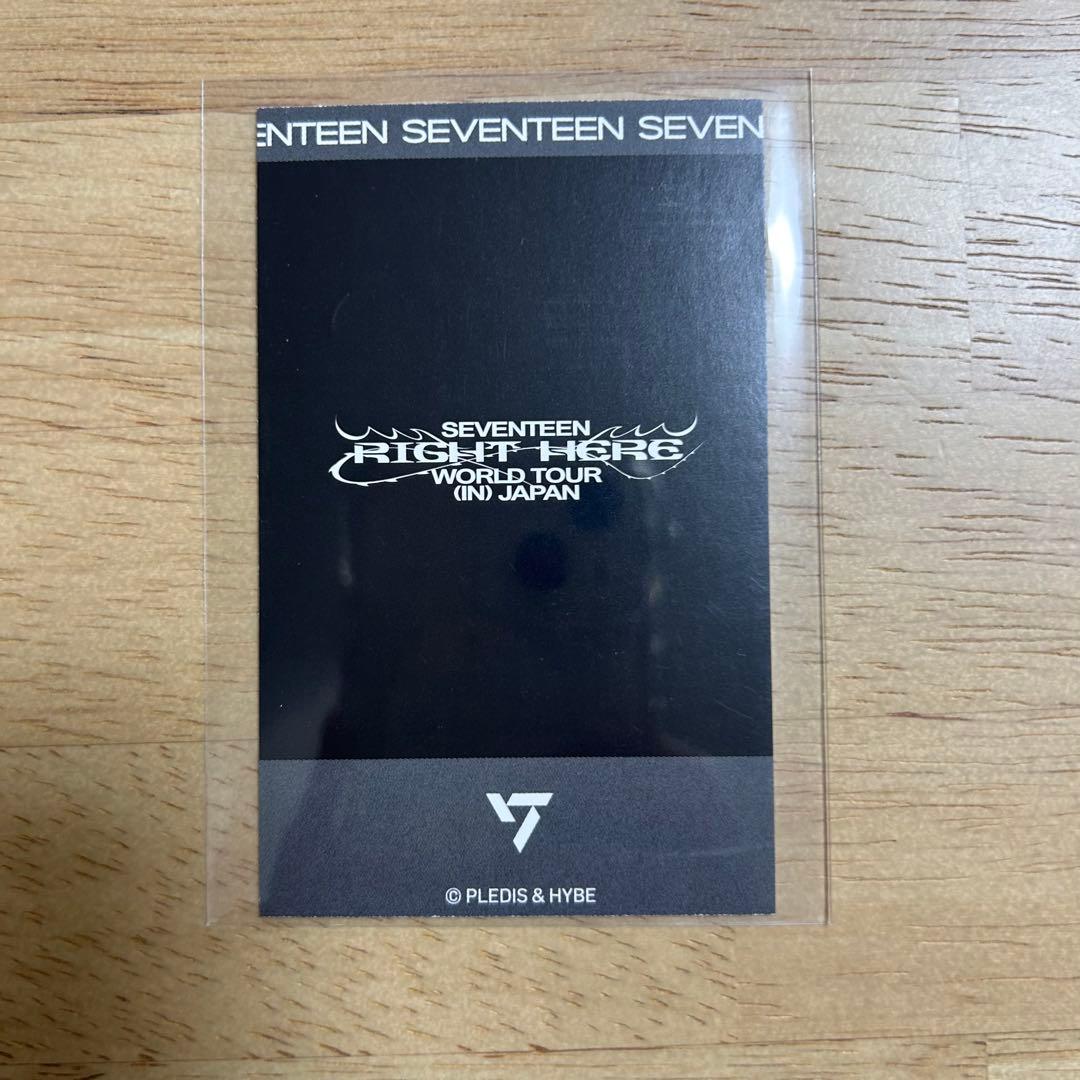 ENTEEN SEVENTEEN SEVEN
SEVENTEEN
RIGHT HERE
WORLD TOUR
(IN) JAPAN
© PLEDIS & HYBE